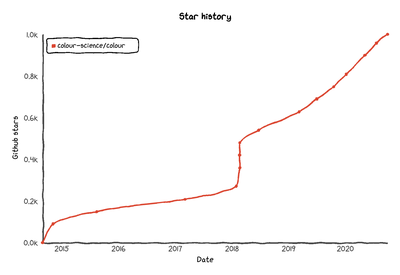 Star history
1.0k
colour-science/colour
0.8k
0.6k
Github stars
0.4k
0.2k
0.0k
2015 2016 2017 2018 2019 2020
Date